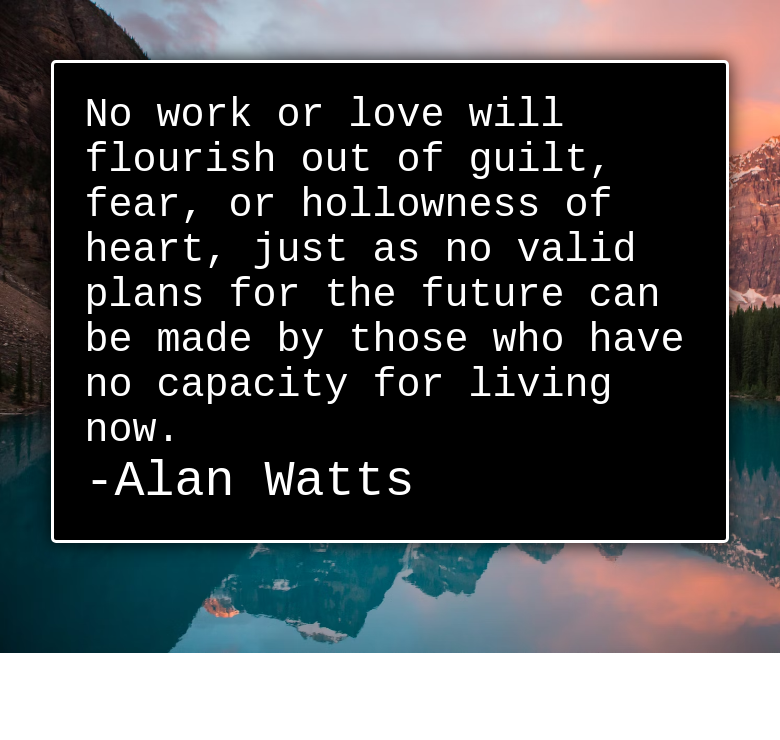 No work or love will
flourish out of guilt,
fear, or hollowness of
heart, just as no valid
plans for the future can
be made by those who have
no capacity for living
now.
-Alan Watts